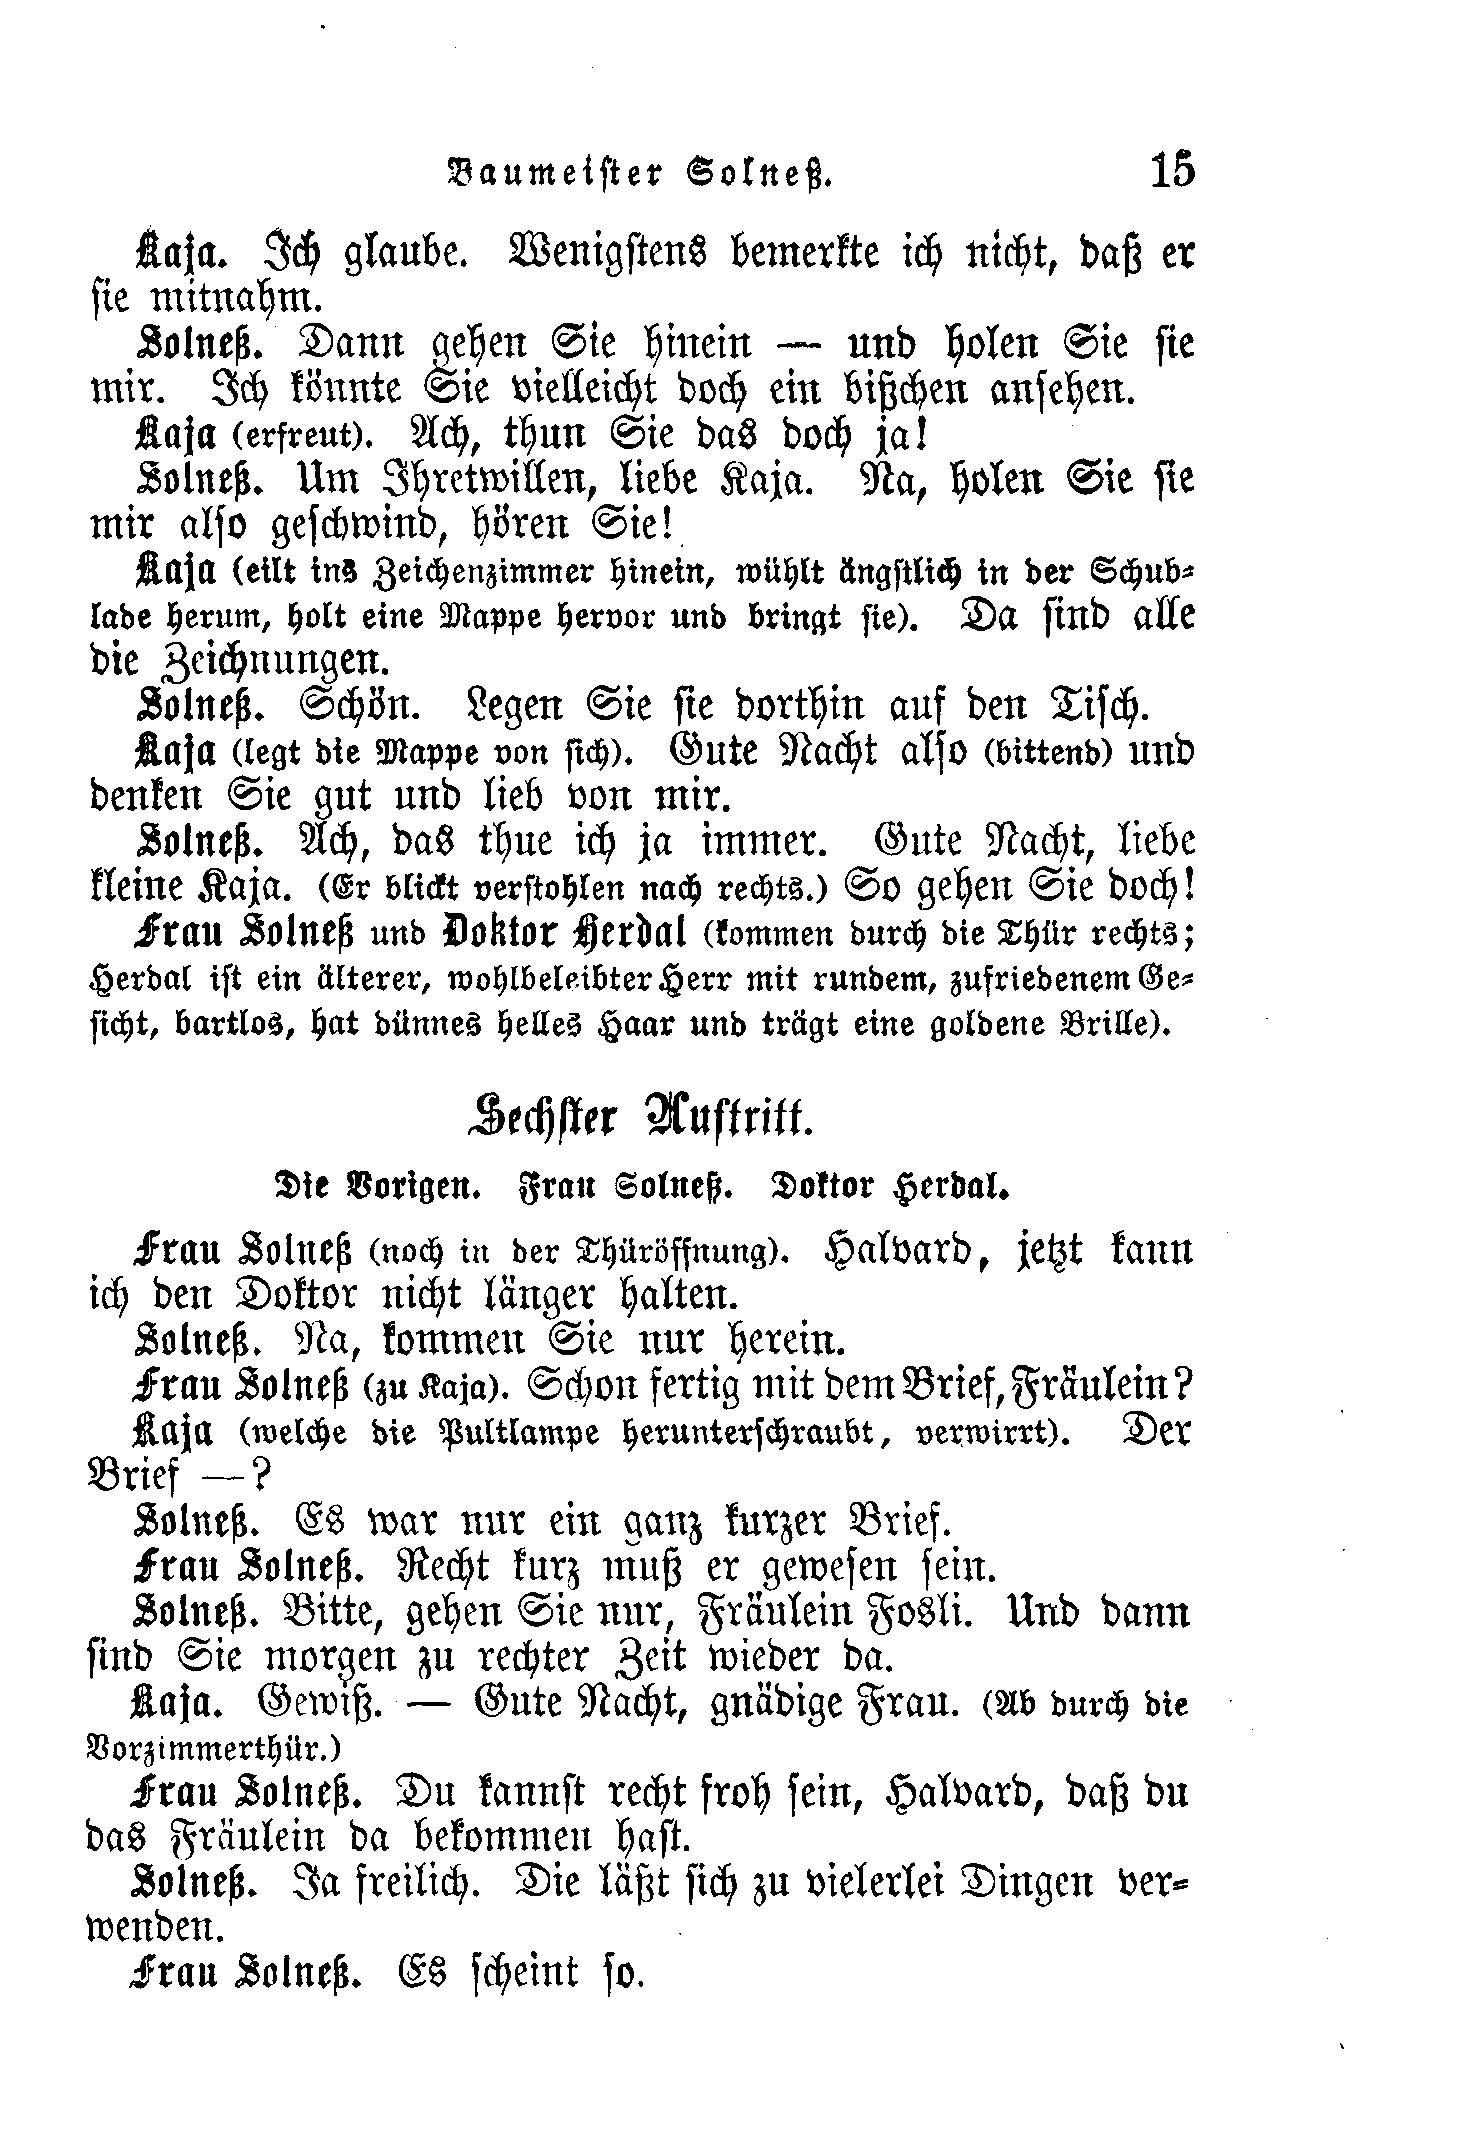 Baumeister Solneß. 15
Kaja. Ich glaube. Wenigstens bemerkte ich nicht, daß er
sie mitnahm.
Solneß. Dann gehen Sie hinein — und holen Sie sie
mir. Ich könnte Sie vielleicht doch ein bißchen ansehen.
Kaja (erfreut). Ach, thun Sie das doch ja!
Solneß. Um Ihretwillen, liebe Kaja. Na, holen Sie sie
mir also geschwind, hören Sie!
Kaja (eilt ins Zeichenzimmer hinein, wühlt ängstlich in der Schub-
lade herum, holt eine Mappe hervor und bringt sie). Da sind alle
die Zeichnungen.
Solneß. Schön. Legen Sie sie dorthin auf den Tisch.
Kaja (legt die Mappe von sich). Gute Nacht also (bittend) und
denken Sie gut und lieb von mir.
Solneß. Ach, das thue ich ja immer. Gute Nacht, liebe
kleine Kaja. (Er blickt verstohlen nach rechts.) So gehen Sie doch!
Frau Solneß und Doktor Herdal (kommen durch die Thür rechts;
Herdal ist ein älterer, wohlbeleibter Herr mit rundem, zufriedenem Ge-
sicht, bartlos, hat dünnes helles Haar und trägt eine goldene Brille).
Sechster Auftritt.
Die Vorigen. Frau Solneß. Doktor Herdal.
Frau Solneß (noch in der Thüröffnung). Halvard, jetzt kann
ich den Doktor nicht länger halten.
Solneß. Na, kommen Sie nur herein.
Frau Solneß (zu Kaja). Schon fertig mit dem Brief, Fräulein?
Kaja (welche die Pultlampe herunterschraubt, verwirrt). Der
Brief —?
Solneß. Es war nur ein ganz kurzer Brief.
Frau Solneß. Recht kurz muß er gewesen sein.
Solneß. Bitte, gehen Sie nur, Fräulein Fosli. Und dann
sind Sie morgen zu rechter Zeit wieder da.
Kaja. Gewiß. — Gute Nacht, gnädige Frau. (Ab durch die
Vorzimmerthür.)
Frau Solneß. Du kannst recht froh sein, Halvard, daß du
das Fräulein da bekommen hast.
Solneß. Ja freilich. Die läßt sich zu vielerlei Dingen ver-
wenden.
Frau Solneß. Es scheint so.